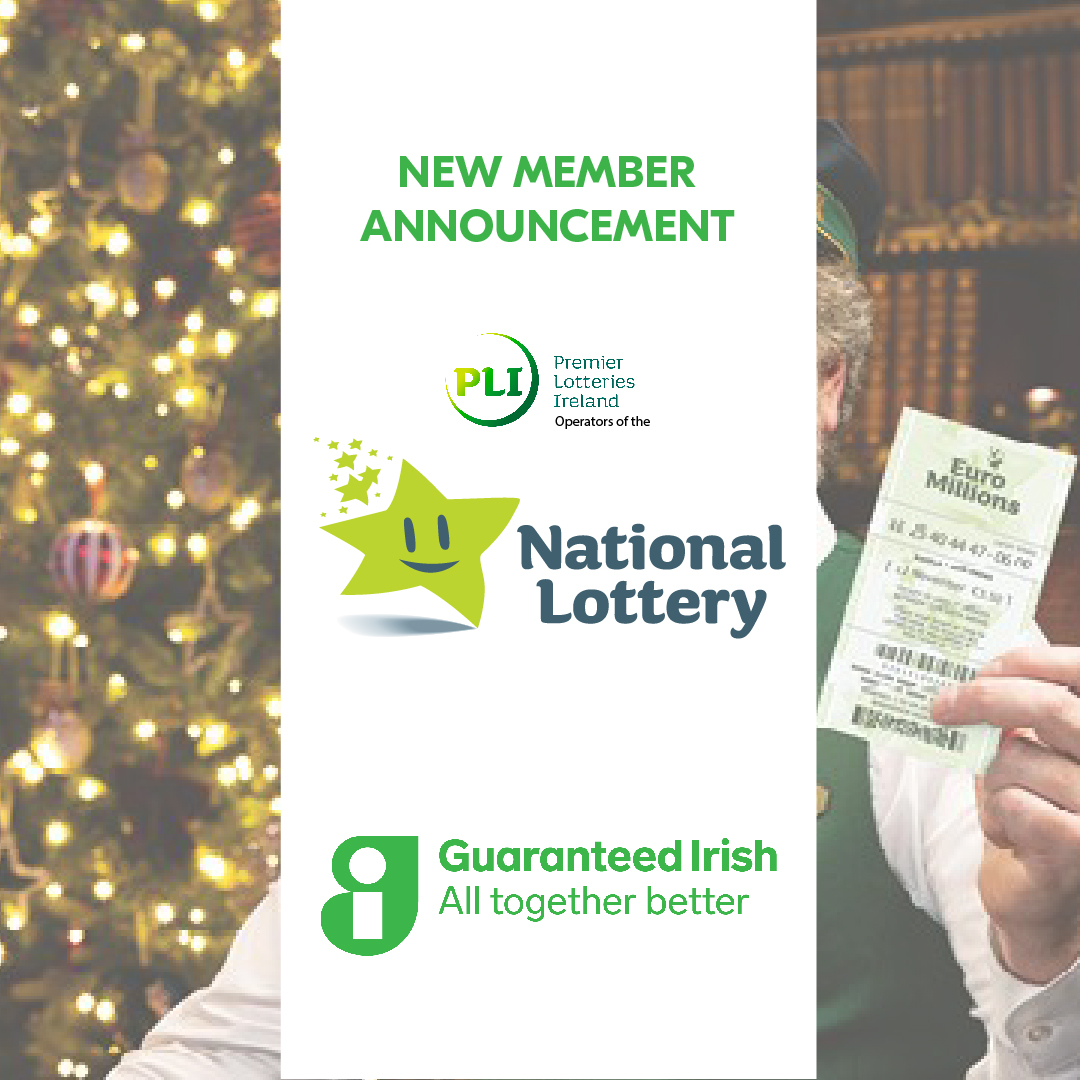 NEW MEMBER
ANNOUNCEMENT
PLI
Premier
Lotteries
Ireland
Operators of the
National
Lottery
Guaranteed Irish
All together better
Euro
Millions